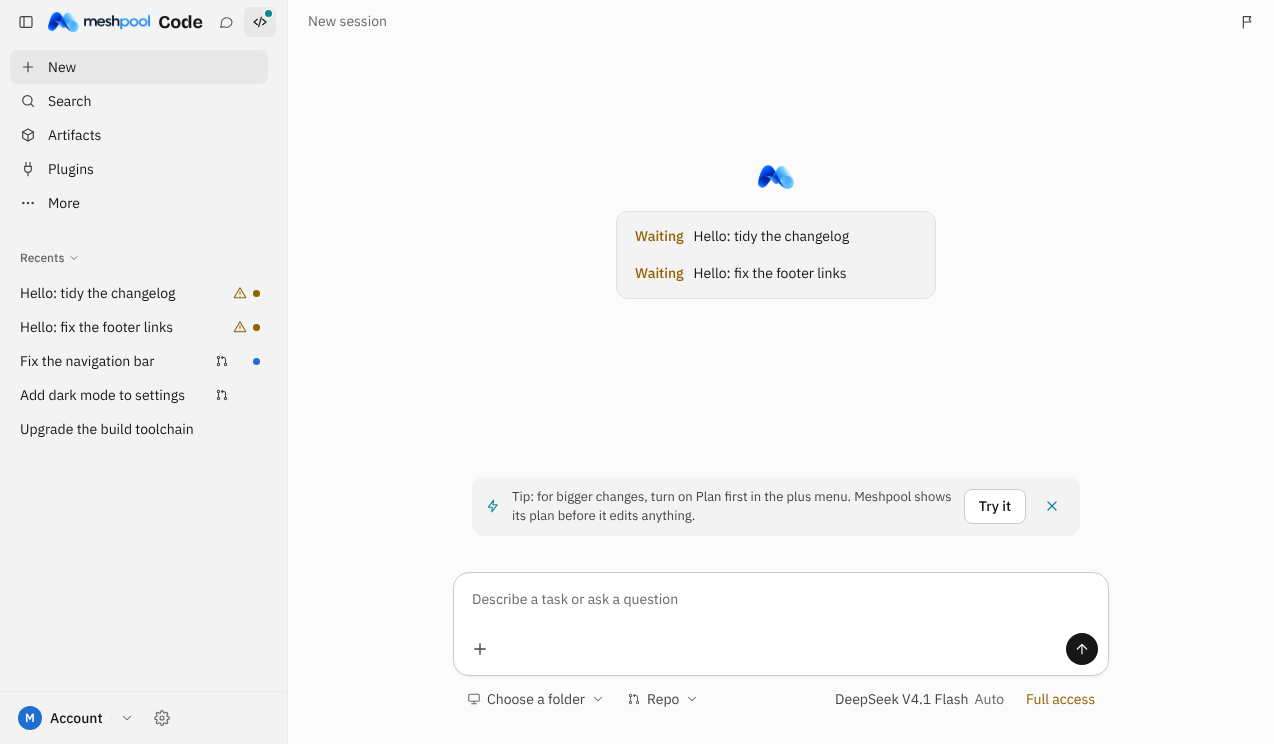 meshpool Code
New
Search
Artifacts
Plugins
More
Recents
Hello: tidy the changelog
Hello: fix the footer links
Fix the navigation bar
Add dark mode to settings
Upgrade the build toolchain
M Account
New session
Waiting Hello: tidy the changelog
Waiting Hello: fix the footer links
Tip: for bigger changes, turn on Plan first in the plus menu. Meshpool shows
its plan before it edits anything.
Try it
Describe a task or ask a question
Choose a folder Repo DeepSeek V4.1 Flash Auto Full access